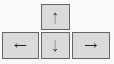 ↑
← ↓ →